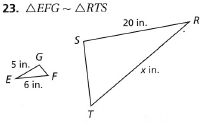 23. △EFG ~ △RTS
20 in.
R
S
G
5 in.
x in.
E
F
6 in.
T